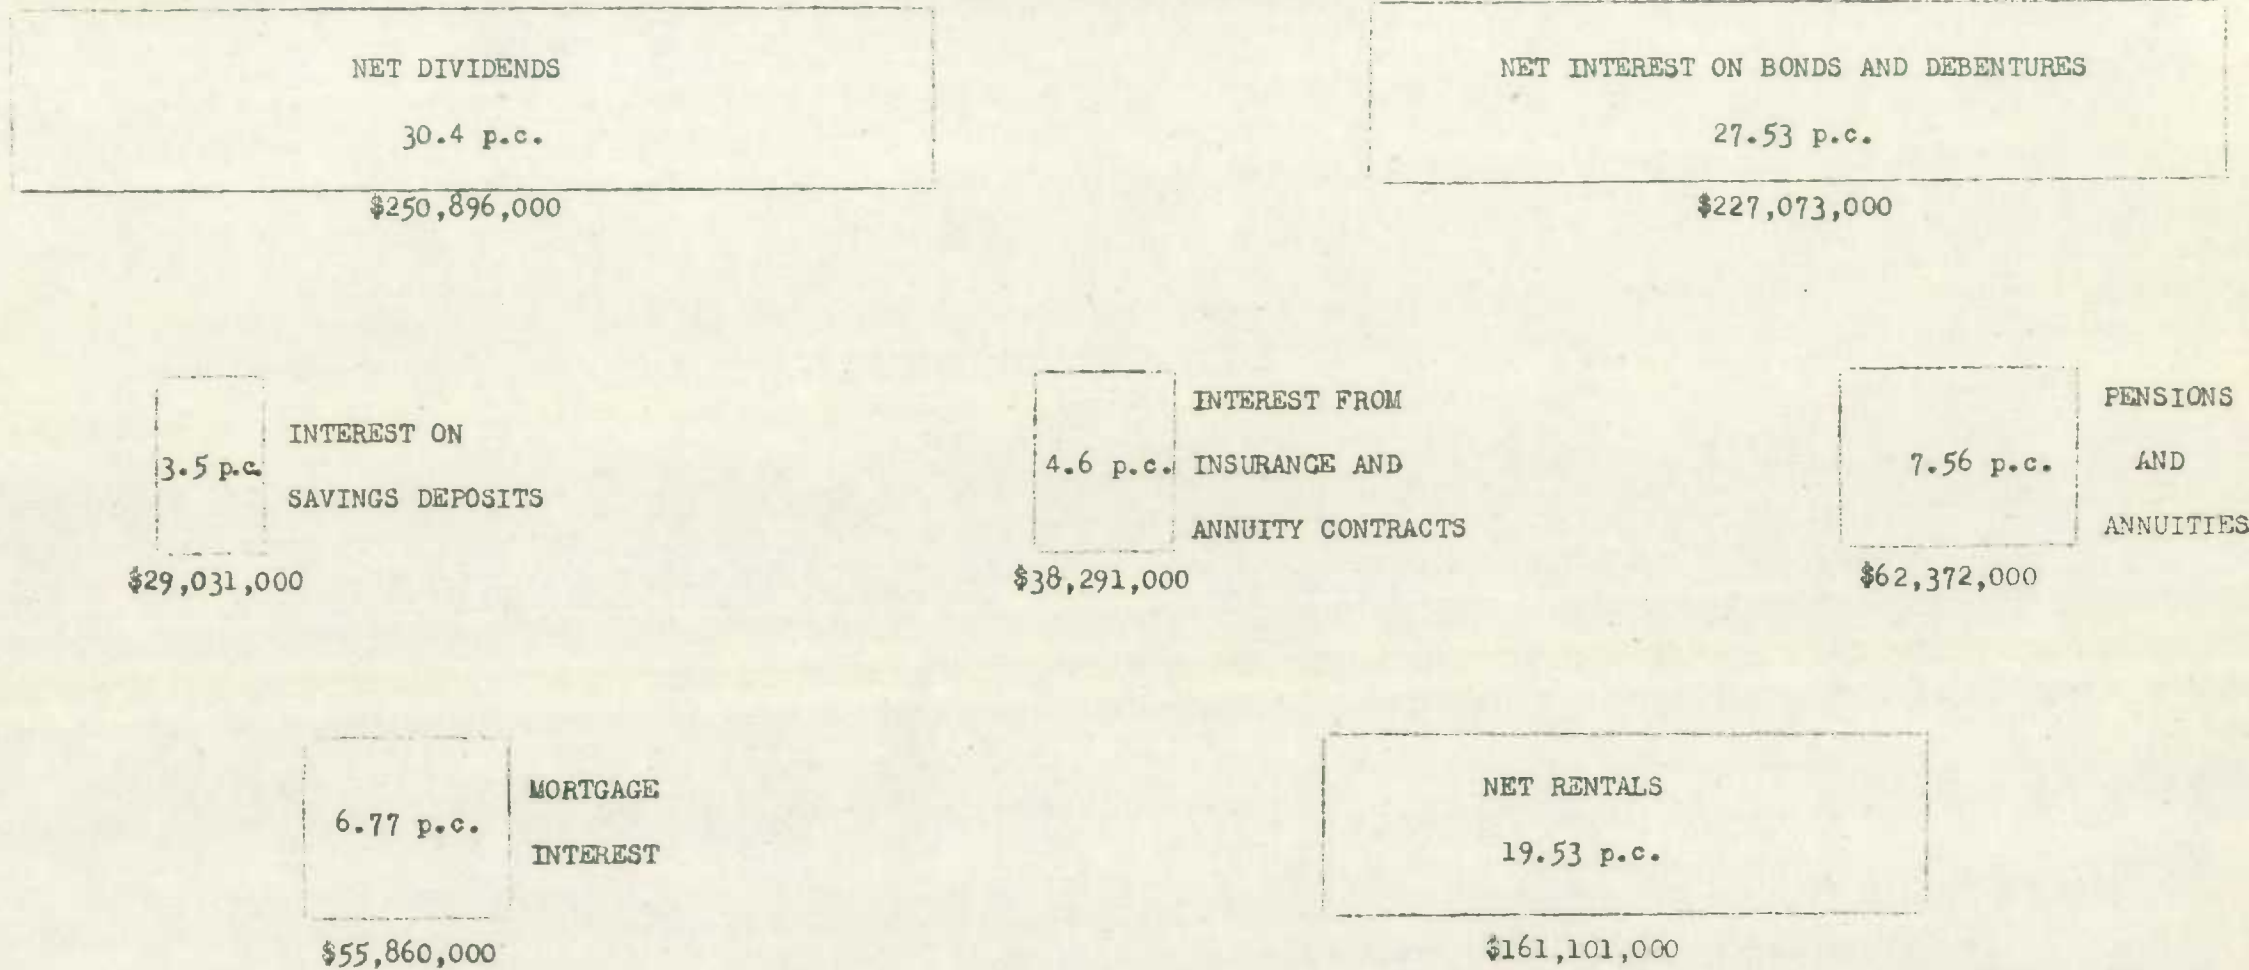 NET DIVIDENDS
30.4 p.c.
$250,896,000
NET INTEREST ON BONDS AND DEBENTURES
27.53 p.c.
$227,073,000
3.5 p.c.
INTEREST ON
SAVINGS DEPOSITS
$29,031,000
4.6 p.c.
INTEREST FROM
INSURANCE AND
ANNUITY CONTRACTS
$38,291,000
7.56 p.c.
PENSIONS
AND
ANNUITIES
$62,372,000
6.77 p.c.
MORTGAGE
INTEREST
$55,860,000
NET RENTALS
19.53 p.c.
$161,101,000